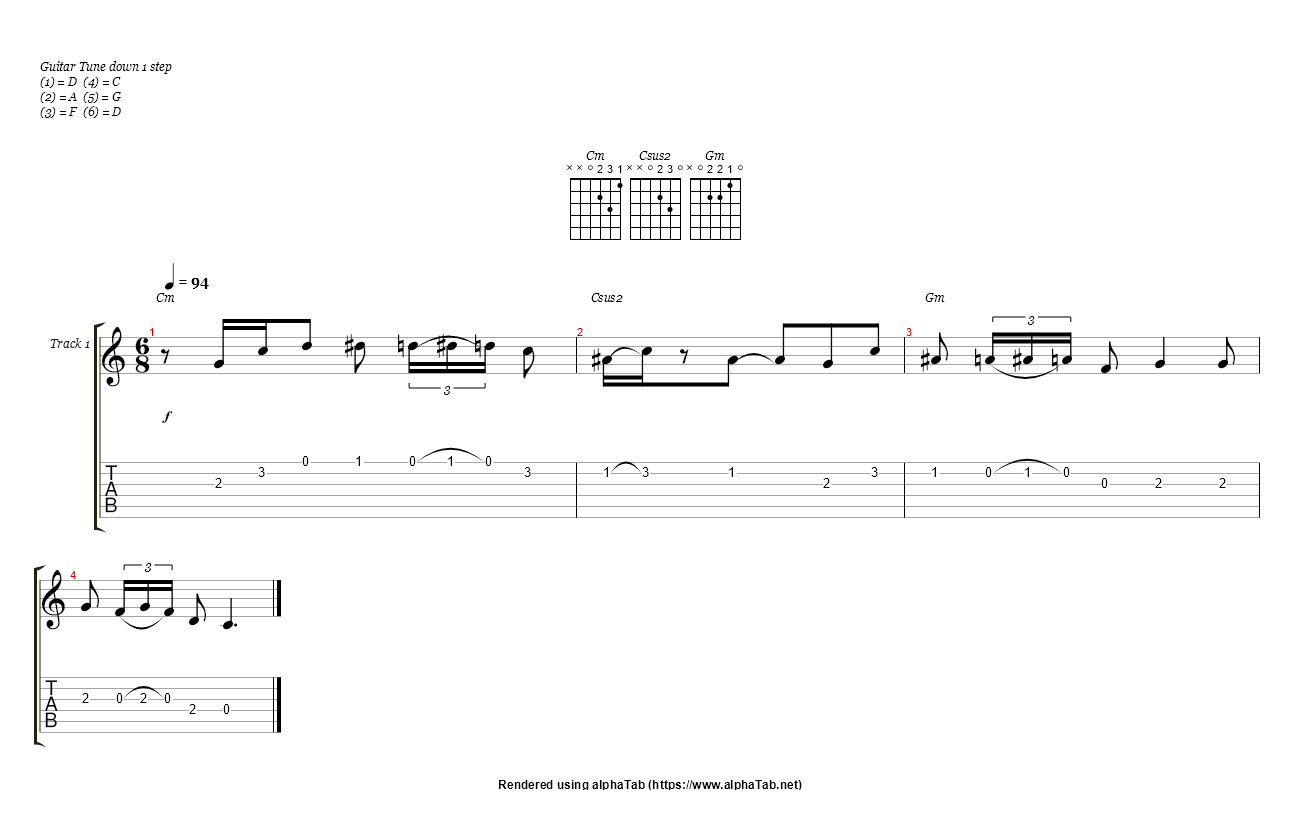 Guitar Tune down 1 step
(1) = D (4) = C
(2) = A (5) = G
(3) = F (6) = D
Cm Csus2 Gm
× × ○ 2 3 1 × × ○ 2 3 ○ × ○ 2 2 1 ○
= 94
Cm Csus2 Gm
3
1 2 3
Track 1
6
8
3
f
0 1 0 1 0
T 3 3 1 3 1 3 1 0 1 0
A 2 2 0 2 2
B
3
4
T
A 2 0 2 0
B 2 0
Rendered using alphaTab (https://www.alphaTab.net)